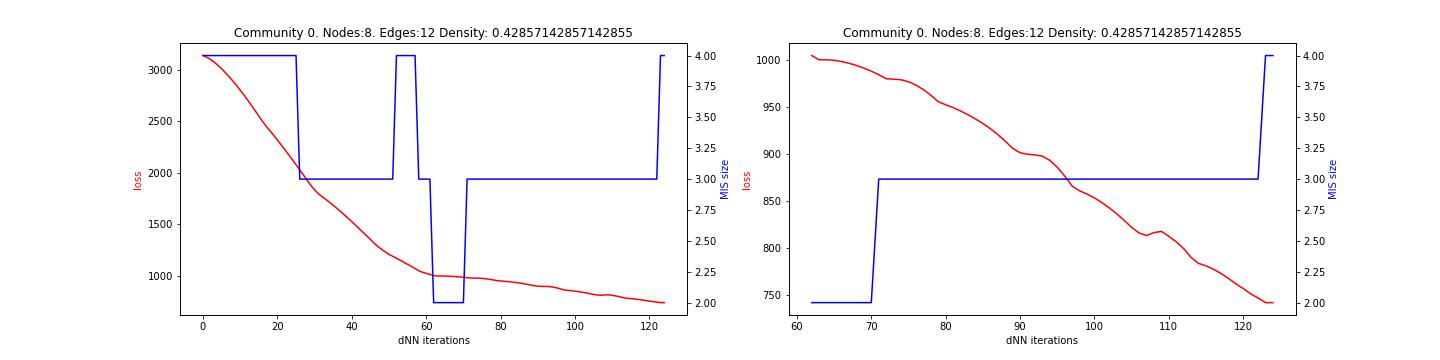 Community 0. Nodes:8. Edges:12 Density: 0.42857142857142855
3000
2500
2000
1500
1000
loss
4.00
3.75
3.50
3.25
3.00
2.75
2.50
2.25
2.00
MIS size
0 20 40 60 80 100 120
dNN iterations
Community 0. Nodes:8. Edges:12 Density: 0.42857142857142855
1000
950
900
850
800
750
loss
4.00
3.75
3.50
3.25
3.00
2.75
2.50
2.25
2.00
MIS size
60 70 80 90 100 110 120
dNN iterations